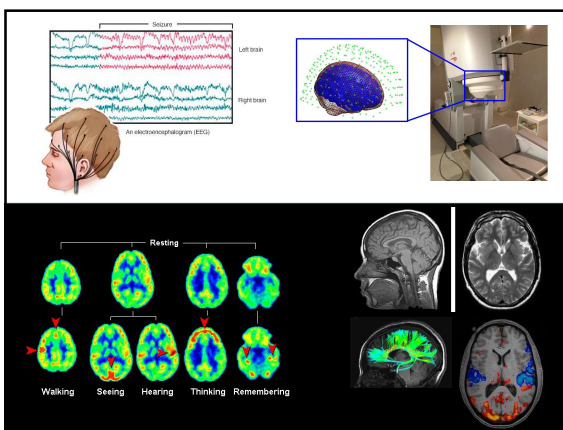 Seizure
Left brain
Right brain
An electroencephalogram (EEG)
Resting
Walking Seeing Hearing Thinking Remembering